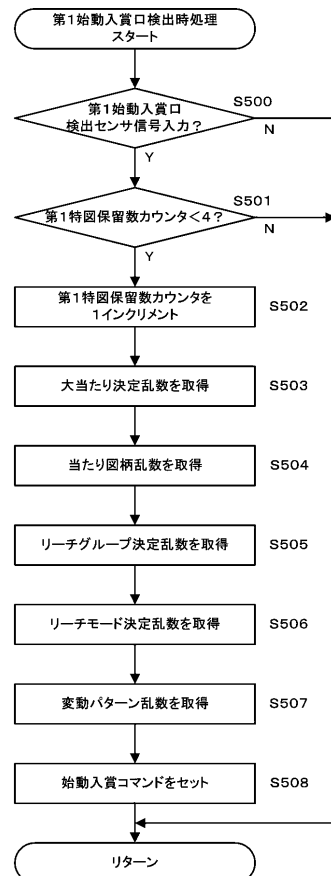 第1始動入賞口検出時処理
スタート
第1始動入賞口
検出センサ信号入力？
S500
N
Y
第1特図保留数カウンタ<4？
S501
N
Y
第1特図保留数カウンタを
1インクリメント
S502
大当たり決定乱数を取得
S503
当たり図柄乱数を取得
S504
リーチグループ決定乱数を取得
S505
リーチモード決定乱数を取得
S506
変動パターン乱数を取得
S507
始動入賞コマンドをセット
S508
リターン